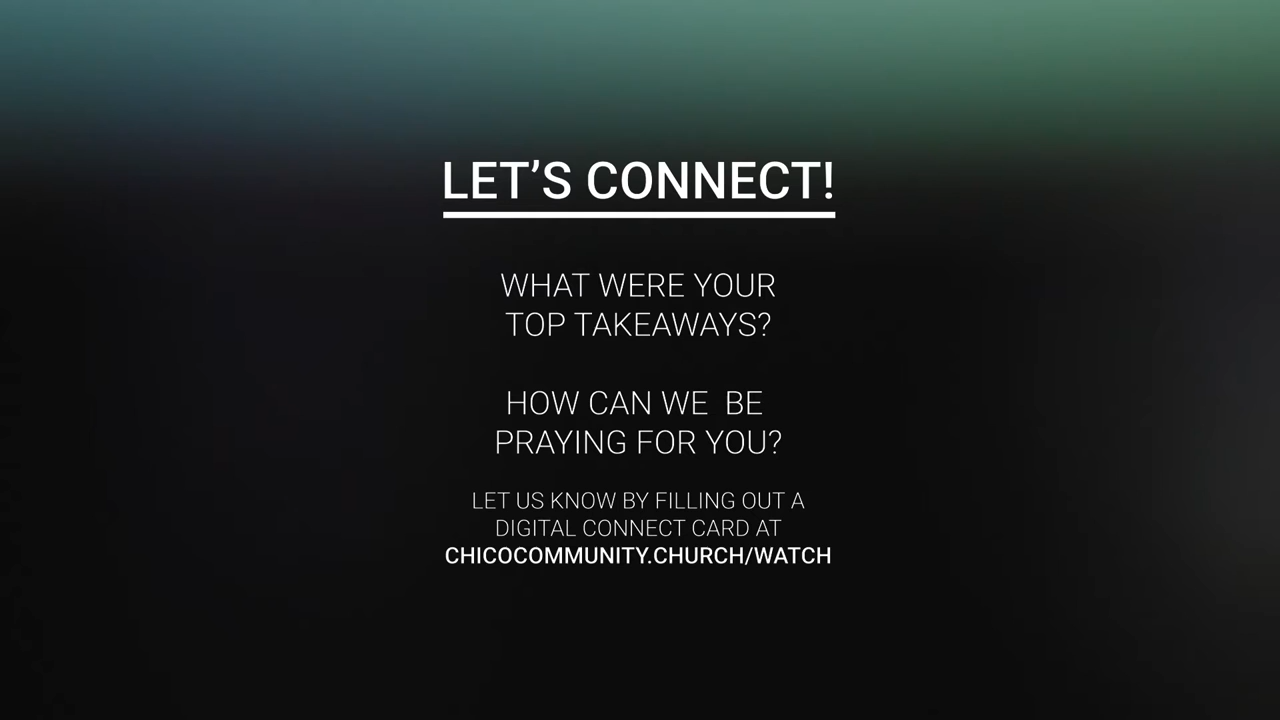 LET’S CONNECT!
WHAT WERE YOUR
TOP TAKEAWAYS?
HOW CAN WE  BE
PRAYING FOR YOU?
LET US KNOW BY FILLING OUT A
DIGITAL CONNECT CARD AT
CHICOCOMMUNITY.CHURCH/WATCH